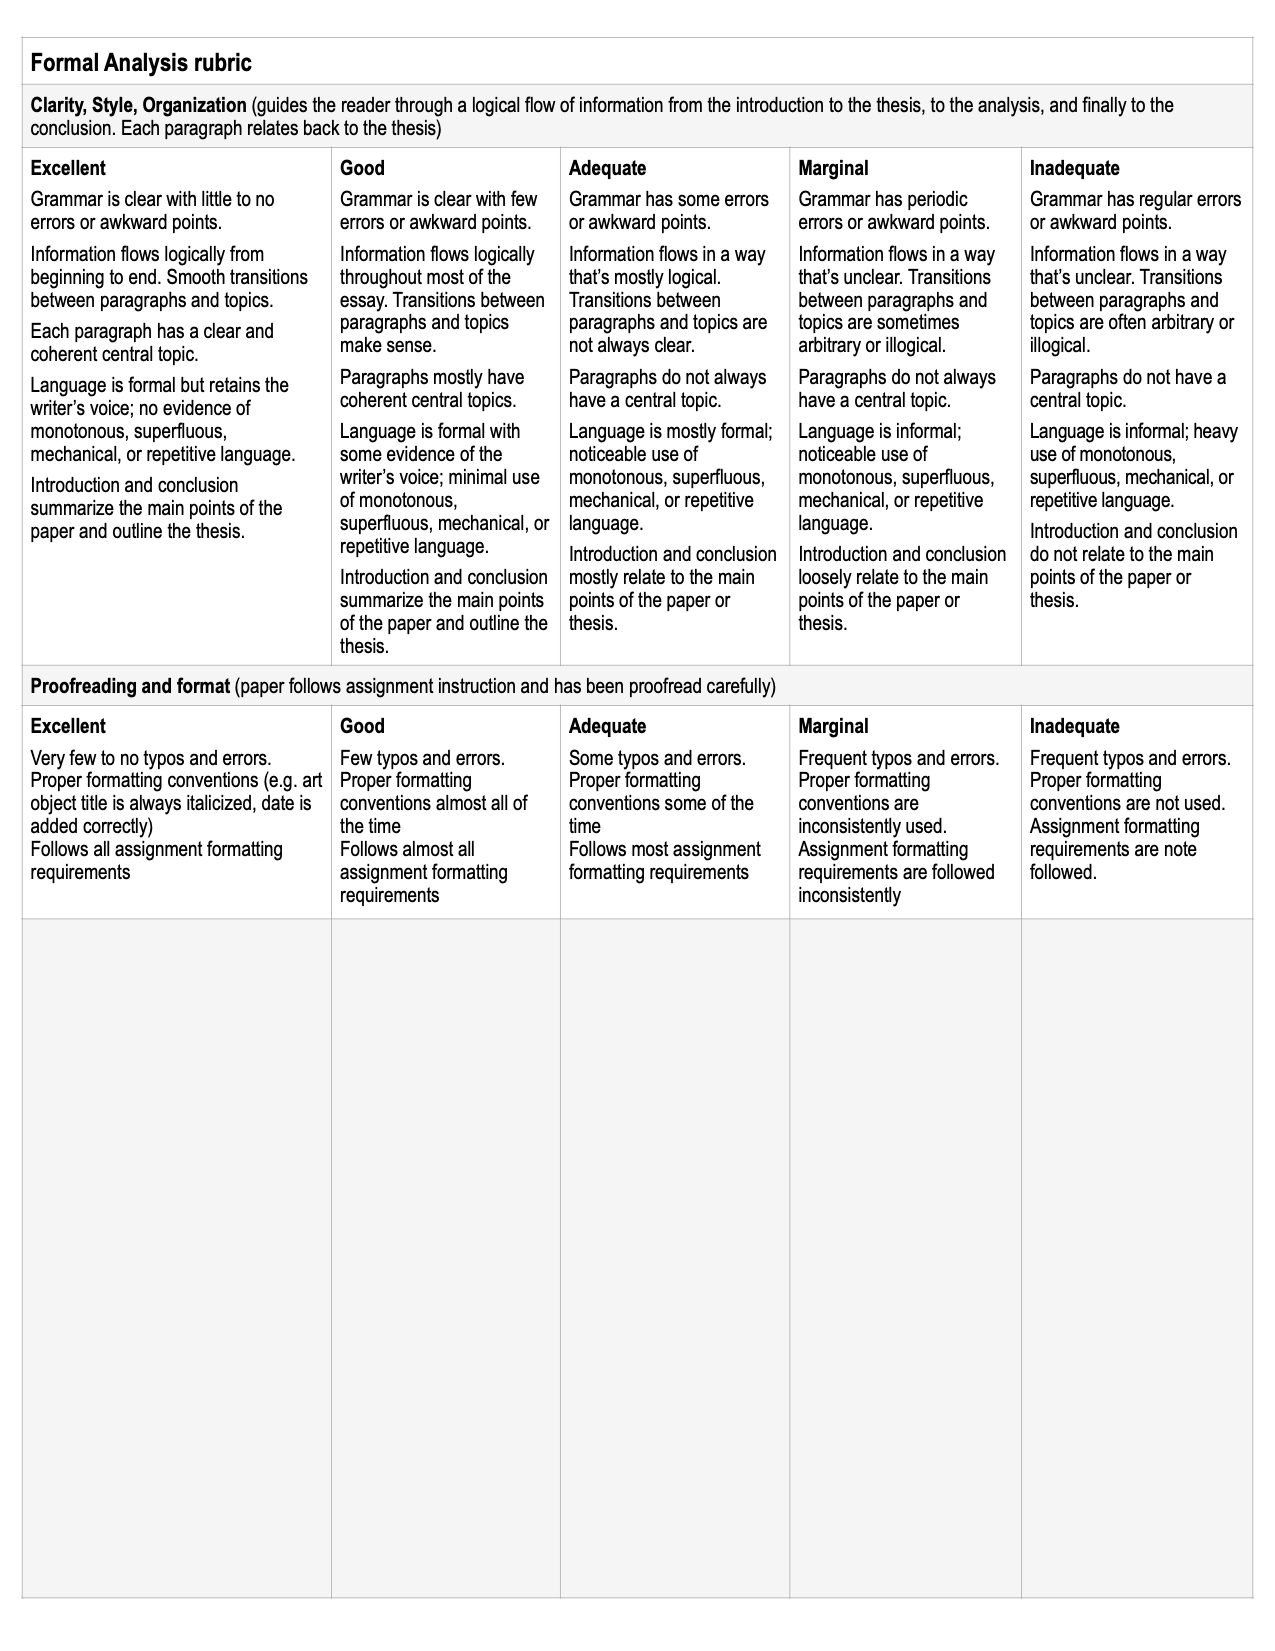 Formal Analysis rubric
Clarity, Style, Organization (guides the reader through a logical flow of information from the introduction to the thesis, to the analysis, and finally to the
conclusion. Each paragraph relates back to the thesis)
Excellent
Grammar is clear with little to no
errors or awkward points.
Information flows logically from
beginning to end. Smooth transitions
between paragraphs and topics.
Each paragraph has a clear and
coherent central topic.
Language is formal but retains the
writer’s voice; no evidence of
monotonous, superfluous,
mechanical, or repetitive language.
Introduction and conclusion
summarize the main points of the
paper and outline the thesis.
Good
Grammar is clear with few
errors or awkward points.
Information flows logically
throughout most of the
essay. Transitions between
paragraphs and topics
make sense.
Paragraphs mostly have
coherent central topics.
Language is formal with
some evidence of the
writer’s voice; minimal use
of monotonous,
superfluous, mechanical, or
repetitive language.
Introduction and conclusion
summarize the main points
of the paper and outline the
thesis.
Adequate
Grammar has some errors
or awkward points.
Information flows in a way
that’s mostly logical.
Transitions between
paragraphs and topics are
not always clear.
Paragraphs do not always
have a central topic.
Language is mostly formal;
noticeable use of
monotonous, superfluous,
mechanical, or repetitive
language.
Introduction and conclusion
mostly relate to the main
points of the paper or
thesis.
Marginal
Grammar has periodic
errors or awkward points.
Information flows in a way
that’s unclear. Transitions
between paragraphs and
topics are sometimes
arbitrary or illogical.
Paragraphs do not always
have a central topic.
Language is informal;
noticeable use of
monotonous, superfluous,
mechanical, or repetitive
language.
Introduction and conclusion
loosely relate to the main
points of the paper or
thesis.
Inadequate
Grammar has regular errors
or awkward points.
Information flows in a way
that’s unclear. Transitions
between paragraphs and
topics are often arbitrary or
illogical.
Paragraphs do not have a
central topic.
Language is informal; heavy
use of monotonous,
superfluous, mechanical, or
repetitive language.
Introduction and conclusion
do not relate to the main
points of the paper or
thesis.
Proofreading and format (paper follows assignment instruction and has been proofread carefully)
Excellent
Very few to no typos and errors.
Proper formatting conventions (e.g. art
object title is always italicized, date is
added correctly)
Follows all assignment formatting
requirements
Good
Few typos and errors.
Proper formatting
conventions almost all of
the time
Follows almost all
assignment formatting
requirements
Adequate
Some typos and errors.
Proper formatting
conventions some of the
time
Follows most assignment
formatting requirements
Marginal
Frequent typos and errors.
Proper formatting
conventions are
inconsistently used.
Assignment formatting
requirements are followed
inconsistently
Inadequate
Frequent typos and errors.
Proper formatting
conventions are not used.
Assignment formatting
requirements are note
followed.